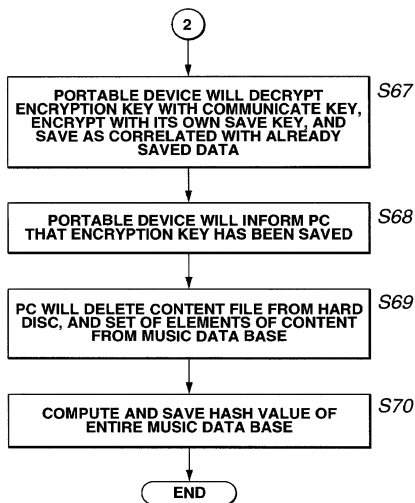 2
PORTABLE DEVICE WILL DECRYPT
ENCRYPTION KEY WITH COMMUNICATE KEY,
ENCRYPT WITH ITS OWN SAVE KEY, AND
SAVE AS CORRELATED WITH ALREADY
SAVED DATA
S67
PORTABLE DEVICE WILL INFORM PC
THAT ENCRYPTION KEY HAS BEEN SAVED
S68
PC WILL DELETE CONTENT FILE FROM HARD
DISC, AND SET OF ELEMENTS OF CONTENT
FROM MUSIC DATA BASE
S69
COMPUTE AND SAVE HASH VALUE OF
ENTIRE MUSIC DATA BASE
S70
END